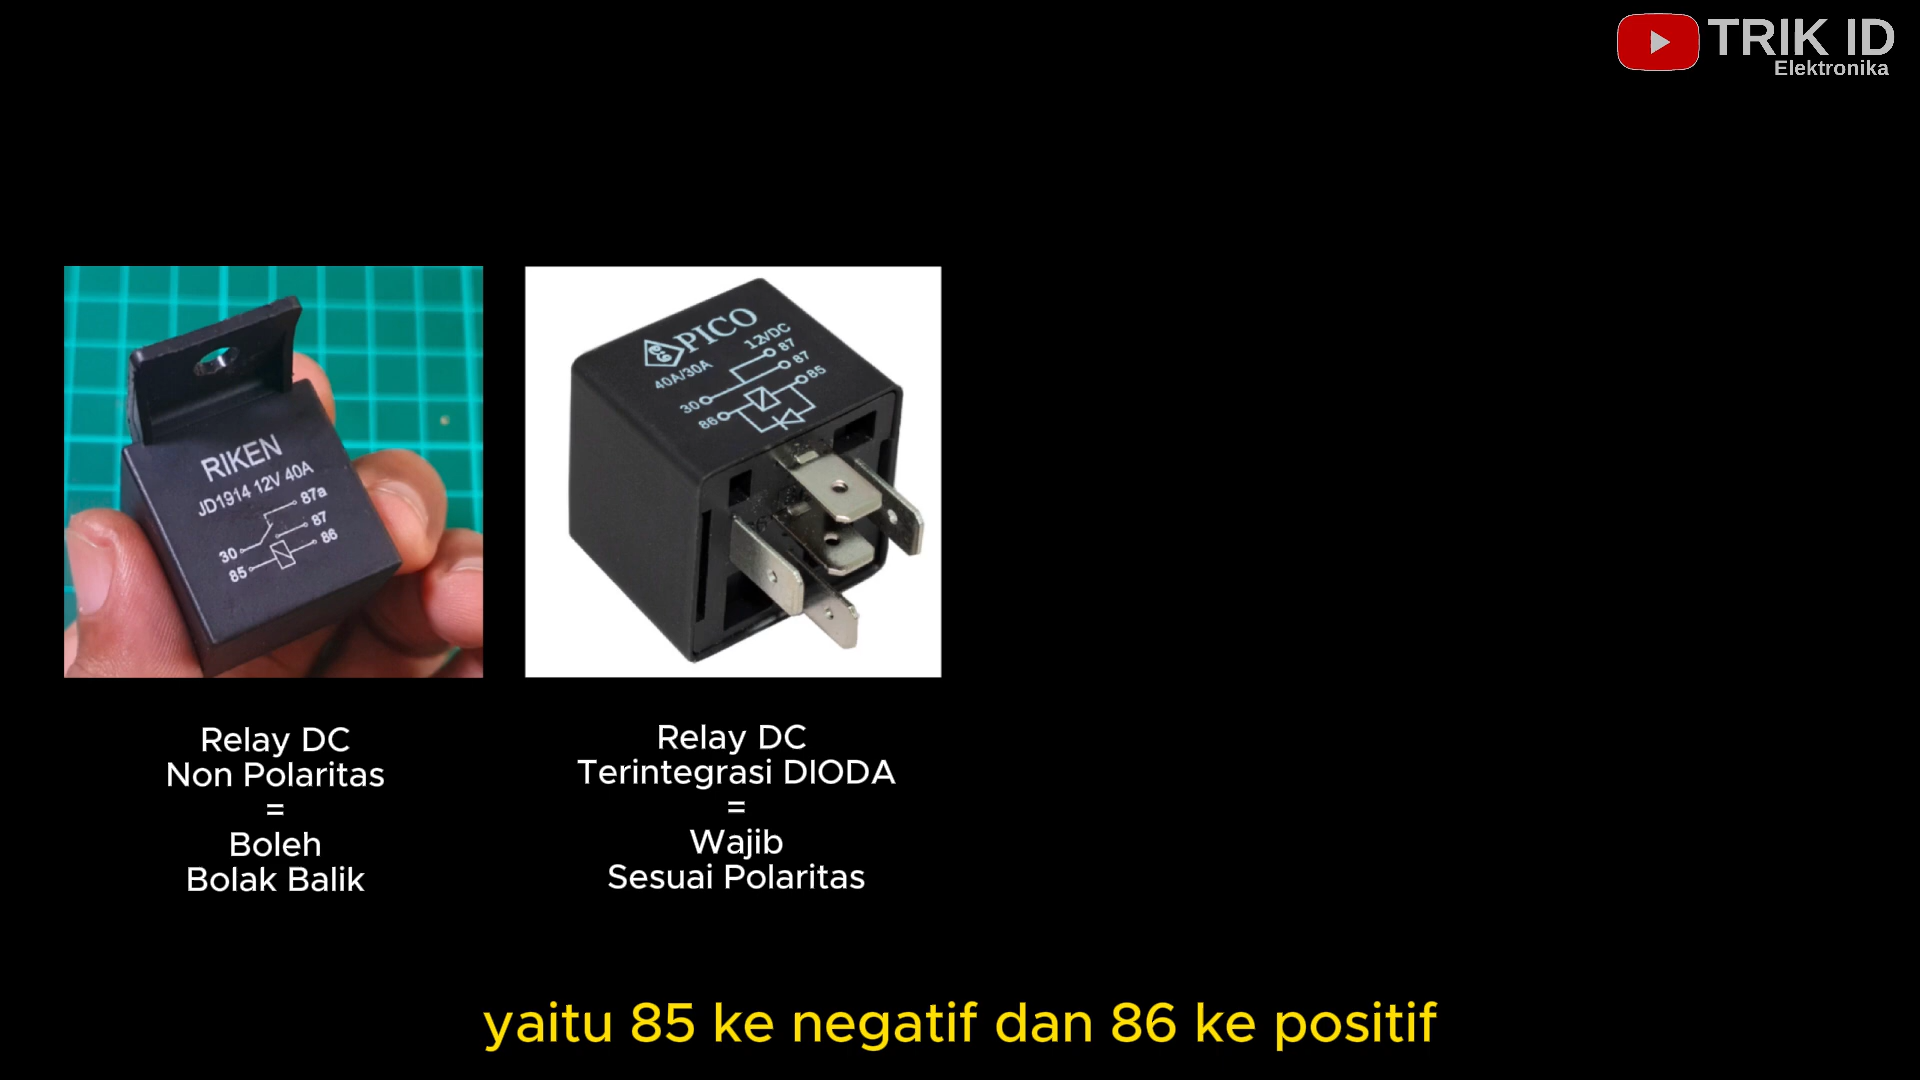 TRIK ID
Elektronika
RIKEN
JD1914 12V 40A
87a
87
86
30
85
PICO
12VDC
40A/30A
87
87
85
30
86
Relay DC
Non Polaritas
=
Boleh
Bolak Balik
Relay DC
Terintegrasi DIODA
=
Wajib
Sesuai Polaritas
yaitu 85 ke negatif dan 86 ke positif